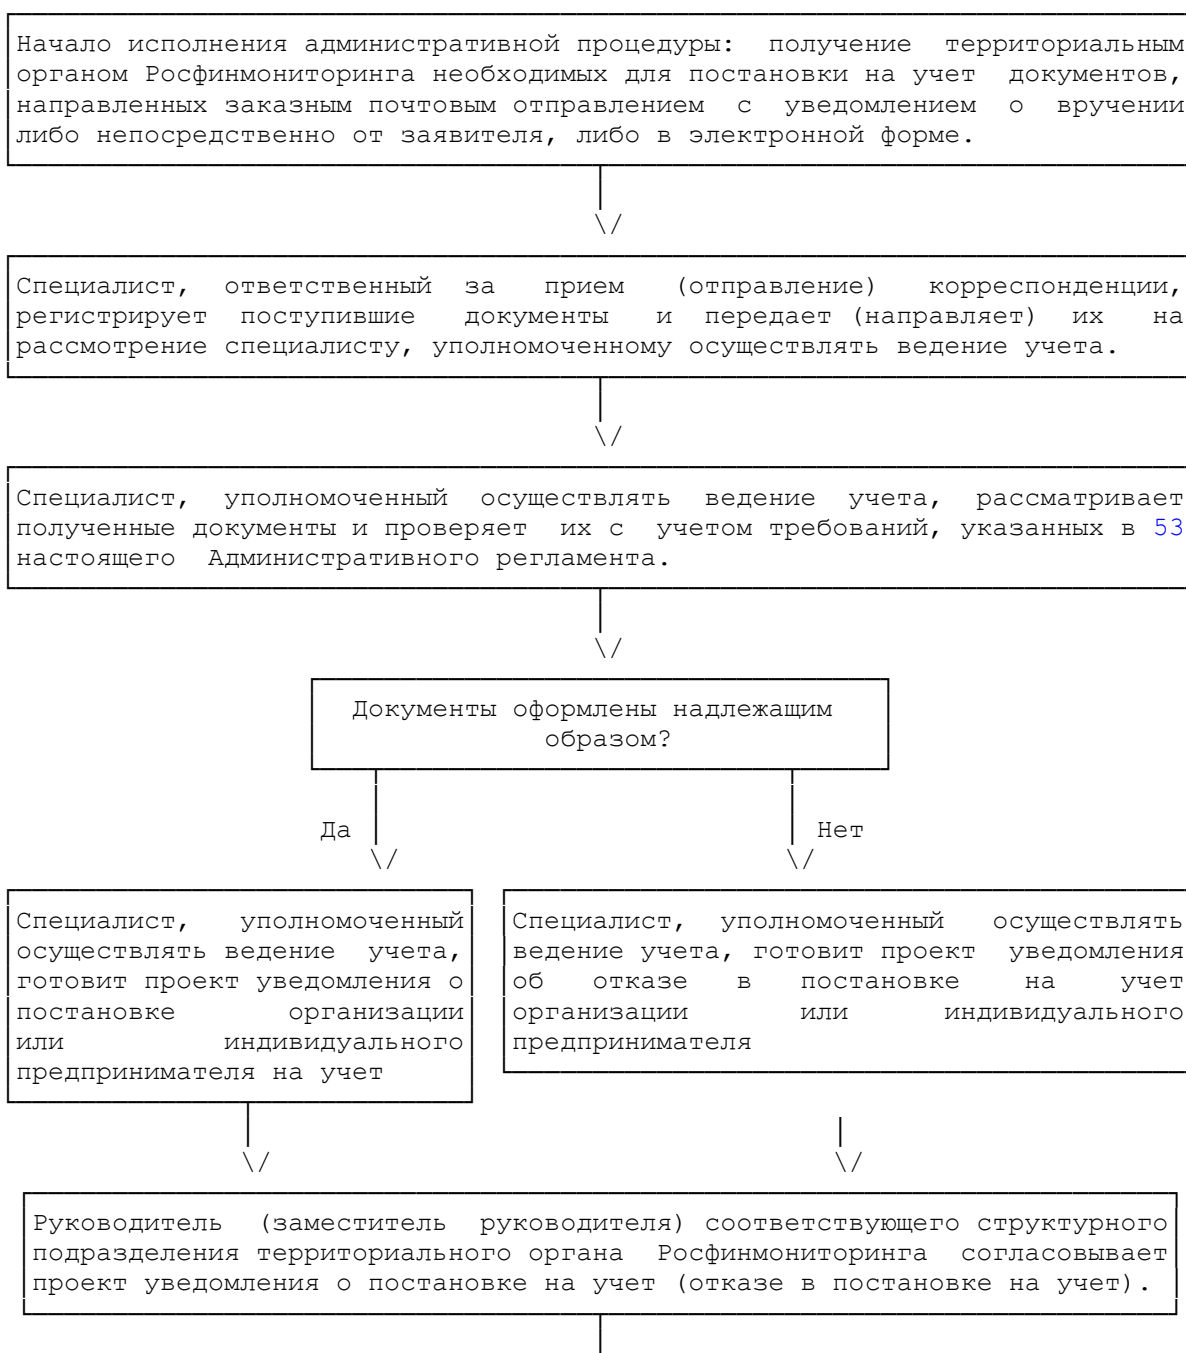 Начало исполнения административной процедуры: получение территориальным
органом Росфинмониторинга необходимых для постановки на учет документов,
направленных заказным почтовым отправлением с уведомлением о вручении
либо непосредственно от заявителя, либо в электронной форме.
Специалист, ответственный за прием (отправление) корреспонденции,
регистрирует поступившие документы и передает (направляет) их на
рассмотрение специалисту, уполномоченному осуществлять ведение учета.
Специалист, уполномоченный осуществлять ведение учета, рассматривает
полученные документы и проверяет их с учетом требований, указанных в 53
настоящего Административного регламента.
Документы оформлены надлежащим
образом?
Да
Нет
Специалист, уполномоченный
осуществлять ведение учета,
готовит проект уведомления о
постановке организации
или индивидуального
предпринимателя на учет
Специалист, уполномоченный осуществлять
ведение учета, готовит проект уведомления
об отказе в постановке на учет
организации или индивидуального
предпринимателя
Руководитель (заместитель руководителя) соответствующего структурного
подразделения территориального органа Росфинмониторинга согласовывает
проект уведомления о постановке на учет (отказе в постановке на учет).